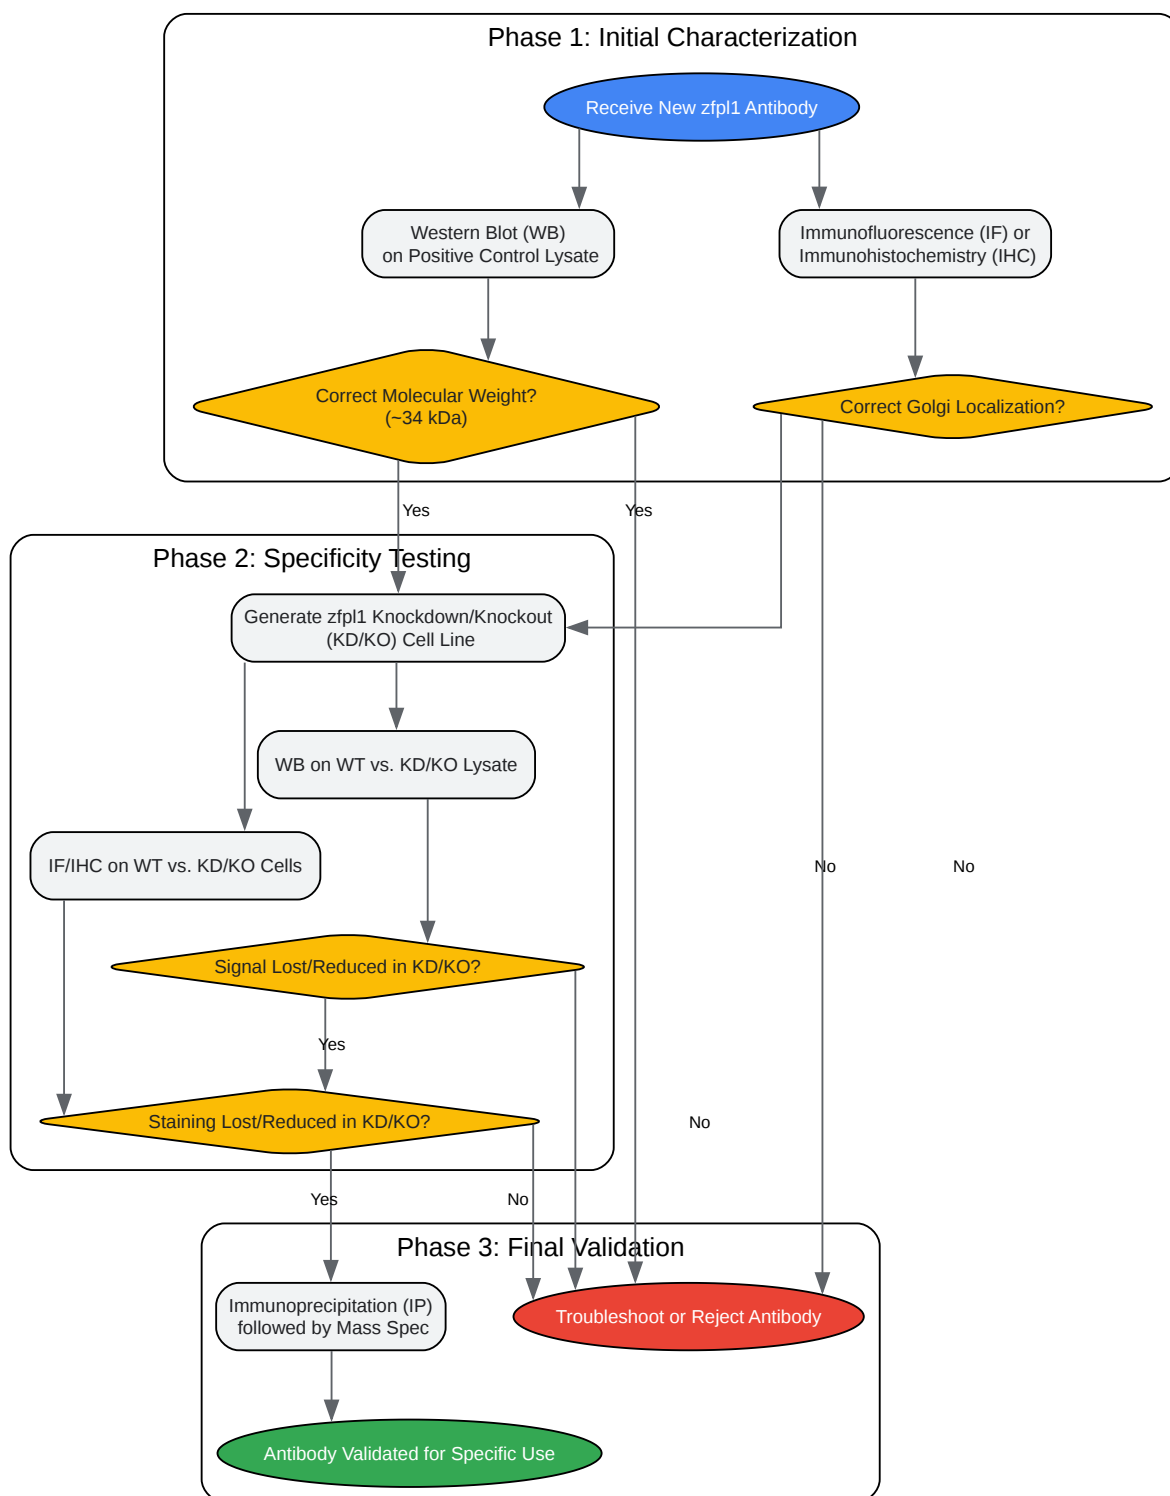 Phase 1: Initial Characterization
Receive New zfpl1 Antibody
Western Blot (WB)
on Positive Control Lysate
Immunofluorescence (IF) or
Immunohistochemistry (IHC)
Correct Molecular Weight?
(~34 kDa)
Correct Golgi Localization?
Yes
Yes
Phase 2: Specificity Testing
Generate zfpl1 Knockdown/Knockout
(KD/KO) Cell Line
WB on WT vs. KD/KO Lysate
IF/IHC on WT vs. KD/KO Cells
No
No
Signal Lost/Reduced in KD/KO?
Yes
Staining Lost/Reduced in KD/KO?
No
Yes
No
Phase 3: Final Validation
Immunoprecipitation (IP)
followed by Mass Spec
Troubleshoot or Reject Antibody
Antibody Validated for Specific Use